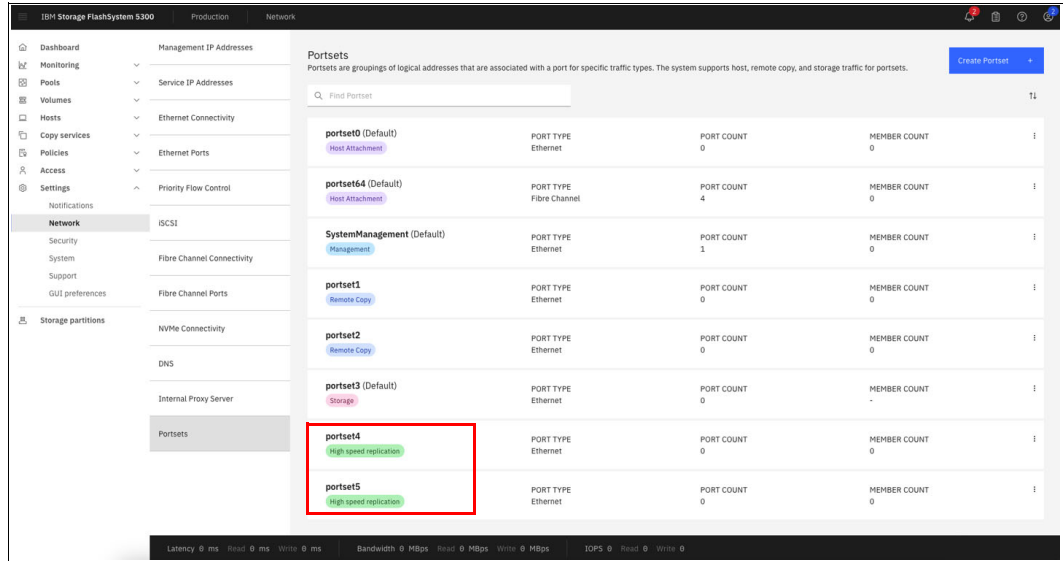 IBM Storage FlashSystem 5300 Production Network 2 2
Dashboard
Monitoring
Pools
Volumes
Hosts
Copy services
Policies
Access
Settings
Notifications
Network
Security
System
Support
GUI preferences
Storage partitions
Management IP Addresses
Service IP Addresses
Ethernet Connectivity
Ethernet Ports
Priority Flow Control
iSCSI
Fibre Channel Connectivity
Fibre Channel Ports
NVMe Connectivity
DNS
Internal Proxy Server
Portsets
Portsets
Portsets are groupings of logical addresses that are associated with a port for specific traffic types. The system supports host, remote copy, and storage traffic for portsets.
Create Portset +
Find Portset
portset0 (Default) PORT TYPE PORT COUNT MEMBER COUNT
Host Attachment Ethernet 0 0
portset64 (Default) PORT TYPE PORT COUNT MEMBER COUNT
Host Attachment Fibre Channel 4 0
SystemManagement (Default) PORT TYPE PORT COUNT MEMBER COUNT
Management Ethernet 1 0
portset1 PORT TYPE PORT COUNT MEMBER COUNT
Remote Copy Ethernet 0 0
portset2 PORT TYPE PORT COUNT MEMBER COUNT
Remote Copy Ethernet 0 0
portset3 (Default) PORT TYPE PORT COUNT MEMBER COUNT
Storage Ethernet 0 -
portset4 PORT TYPE PORT COUNT MEMBER COUNT
High speed replication Ethernet 0 0
portset5 PORT TYPE PORT COUNT MEMBER COUNT
High speed replication Ethernet 0 0
Latency 0 ms Read 0 ms Write 0 ms Bandwidth 0 MBps Read 0 MBps Write 0 MBps IOPS 0 Read 0 Write 0